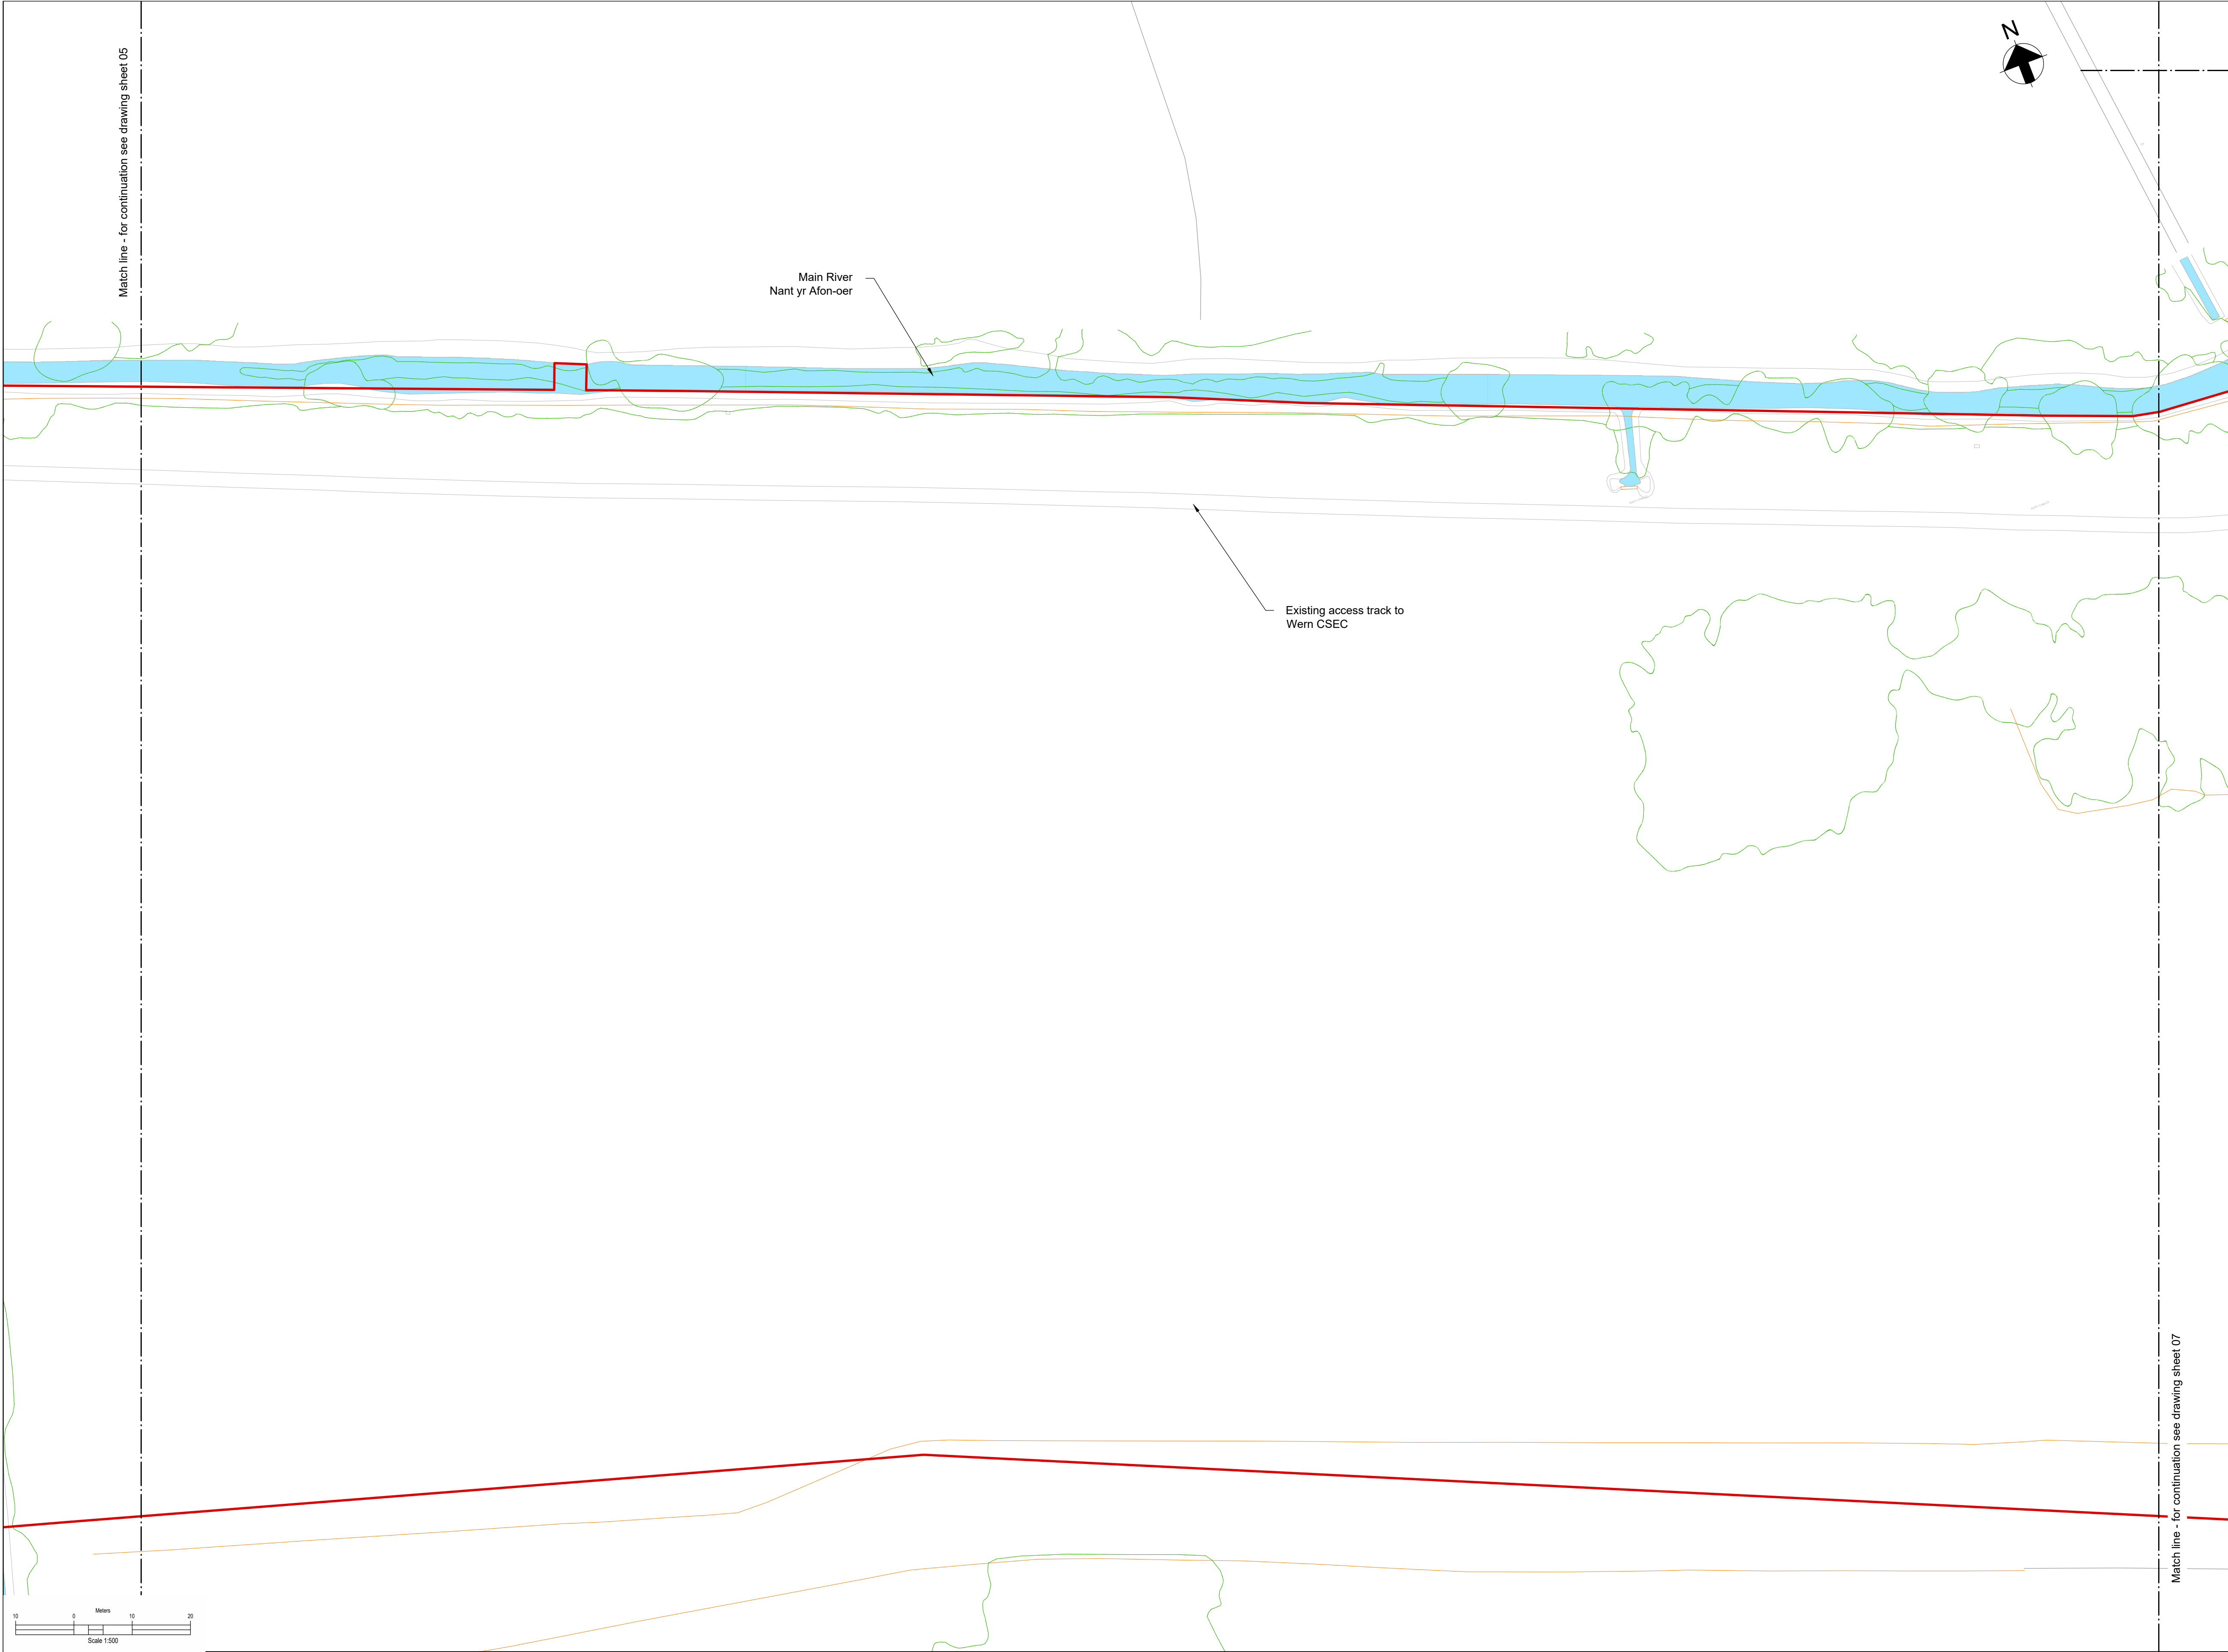 Match line - for continuation see drawing sheet 05
N
Main River
Nant yr Afon-oer
Existing access track to
Wern CSEC
Match line - for continuation see drawing sheet 07
Meters
10 0 10 20
Scale 1:500